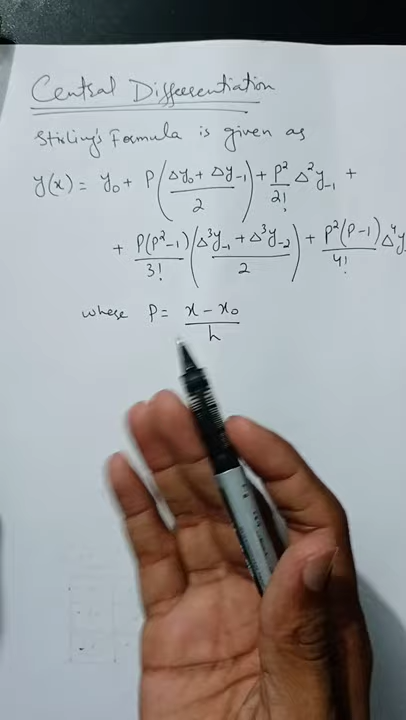 Central Differentiation
Stirling's Formula is given as
y(x) = y₀ + P (Δy₀ + Δy₋₁ / 2) + P²/2! Δ²y₋₁ +
+ P(P²-1)/3! (Δ³y₋₁ + Δ³y₋₂ / 2) + P²(P-1)/4! Δ⁴y
where P = x - x₀ / h